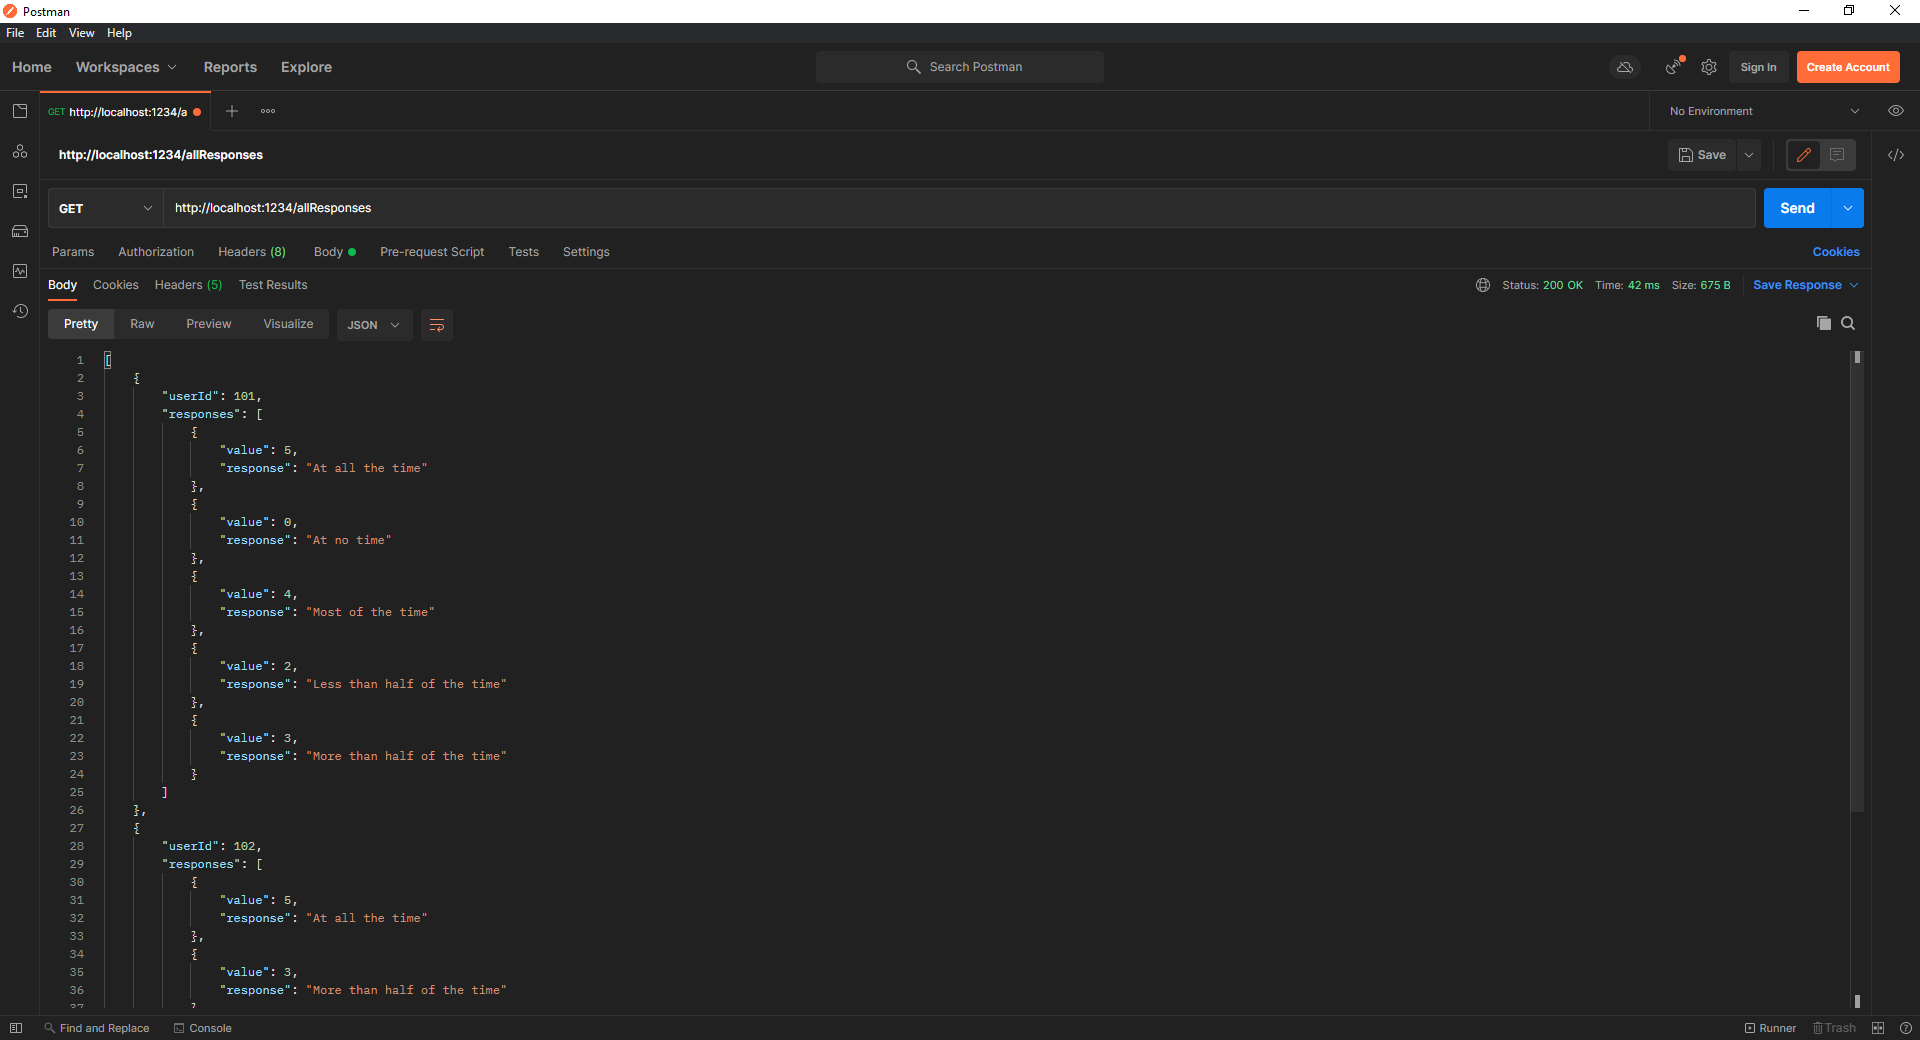 Postman
File Edit View Help
Home Workspaces Reports Explore Search Postman Sign In Create Account
GET http://localhost:1234/a No Environment
http://localhost:1234/allResponses Save
GET http://localhost:1234/allResponses Send
Params Authorization Headers (8) Body Pre-request Script Tests Settings Cookies
Body Cookies Headers (5) Test Results Status: 200 OK Time: 42 ms Size: 675 B Save Response
Pretty Raw Preview Visualize JSON
1 [
2 {
3 "userId": 101,
4 "responses": [
5 {
6 "value": 5,
7 "response": "At all the time"
8 },
9 {
10 "value": 0,
11 "response": "At no time"
12 },
13 {
14 "value": 4,
15 "response": "Most of the time"
16 },
17 {
18 "value": 2,
19 "response": "Less than half of the time"
20 },
21 {
22 "value": 3,
23 "response": "More than half of the time"
24 }
25 ]
26 },
27 {
28 "userId": 102,
29 "responses": [
30 {
31 "value": 5,
32 "response": "At all the time"
33 },
34 {
35 "value": 3,
36 "response": "More than half of the time"
Find and Replace Console Runner Trash